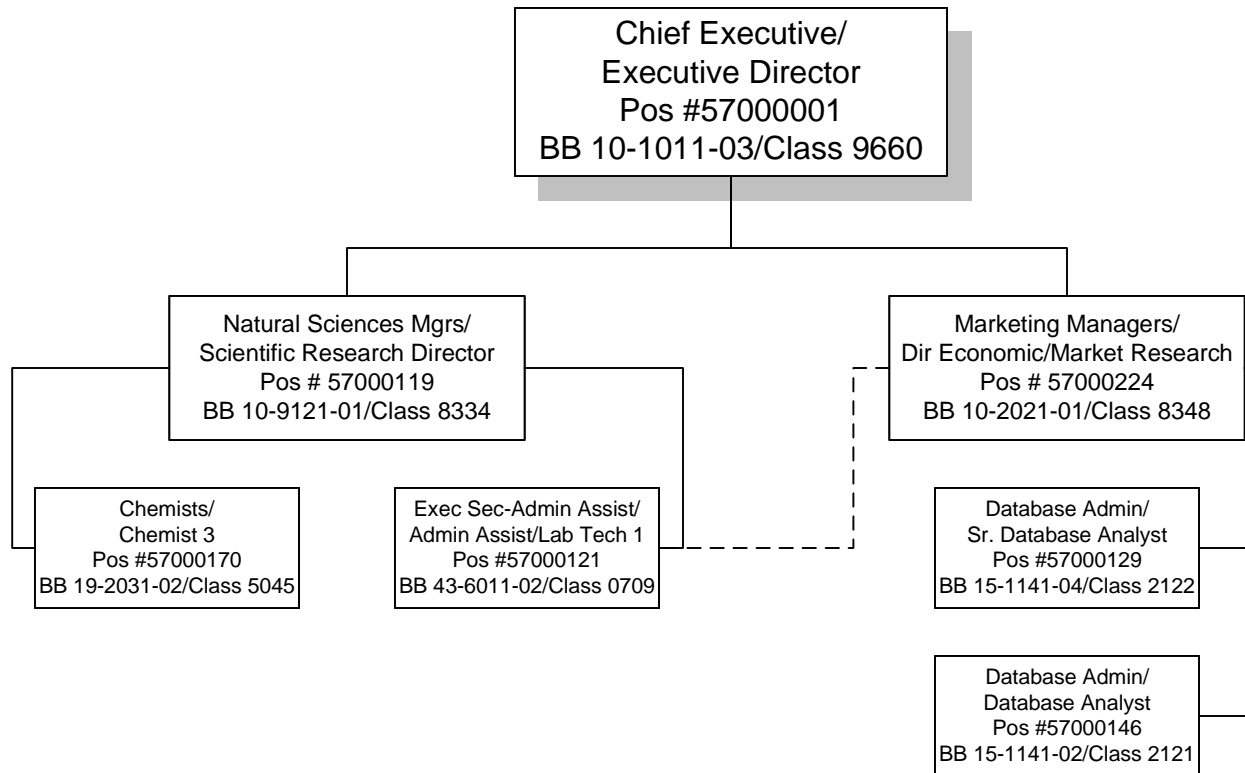 Chief Executive/
Executive Director
Pos #57000001
BB 10-1011-03/Class 9660
Natural Sciences Mgrs/
Scientific Research Director
Pos # 57000119
BB 10-9121-01/Class 8334
Marketing Managers/
Dir Economic/Market Research
Pos # 57000224
BB 10-2021-01/Class 8348
Chemists/
Chemist 3
Pos #57000170
BB 19-2031-02/Class 5045
Exec Sec-Admin Assist/
Admin Assist/Lab Tech 1
Pos #57000121
BB 43-6011-02/Class 0709
Database Admin/
Sr. Database Analyst
Pos #57000129
BB 15-1141-04/Class 2122
Database Admin/
Database Analyst
Pos #57000146
BB 15-1141-02/Class 2121